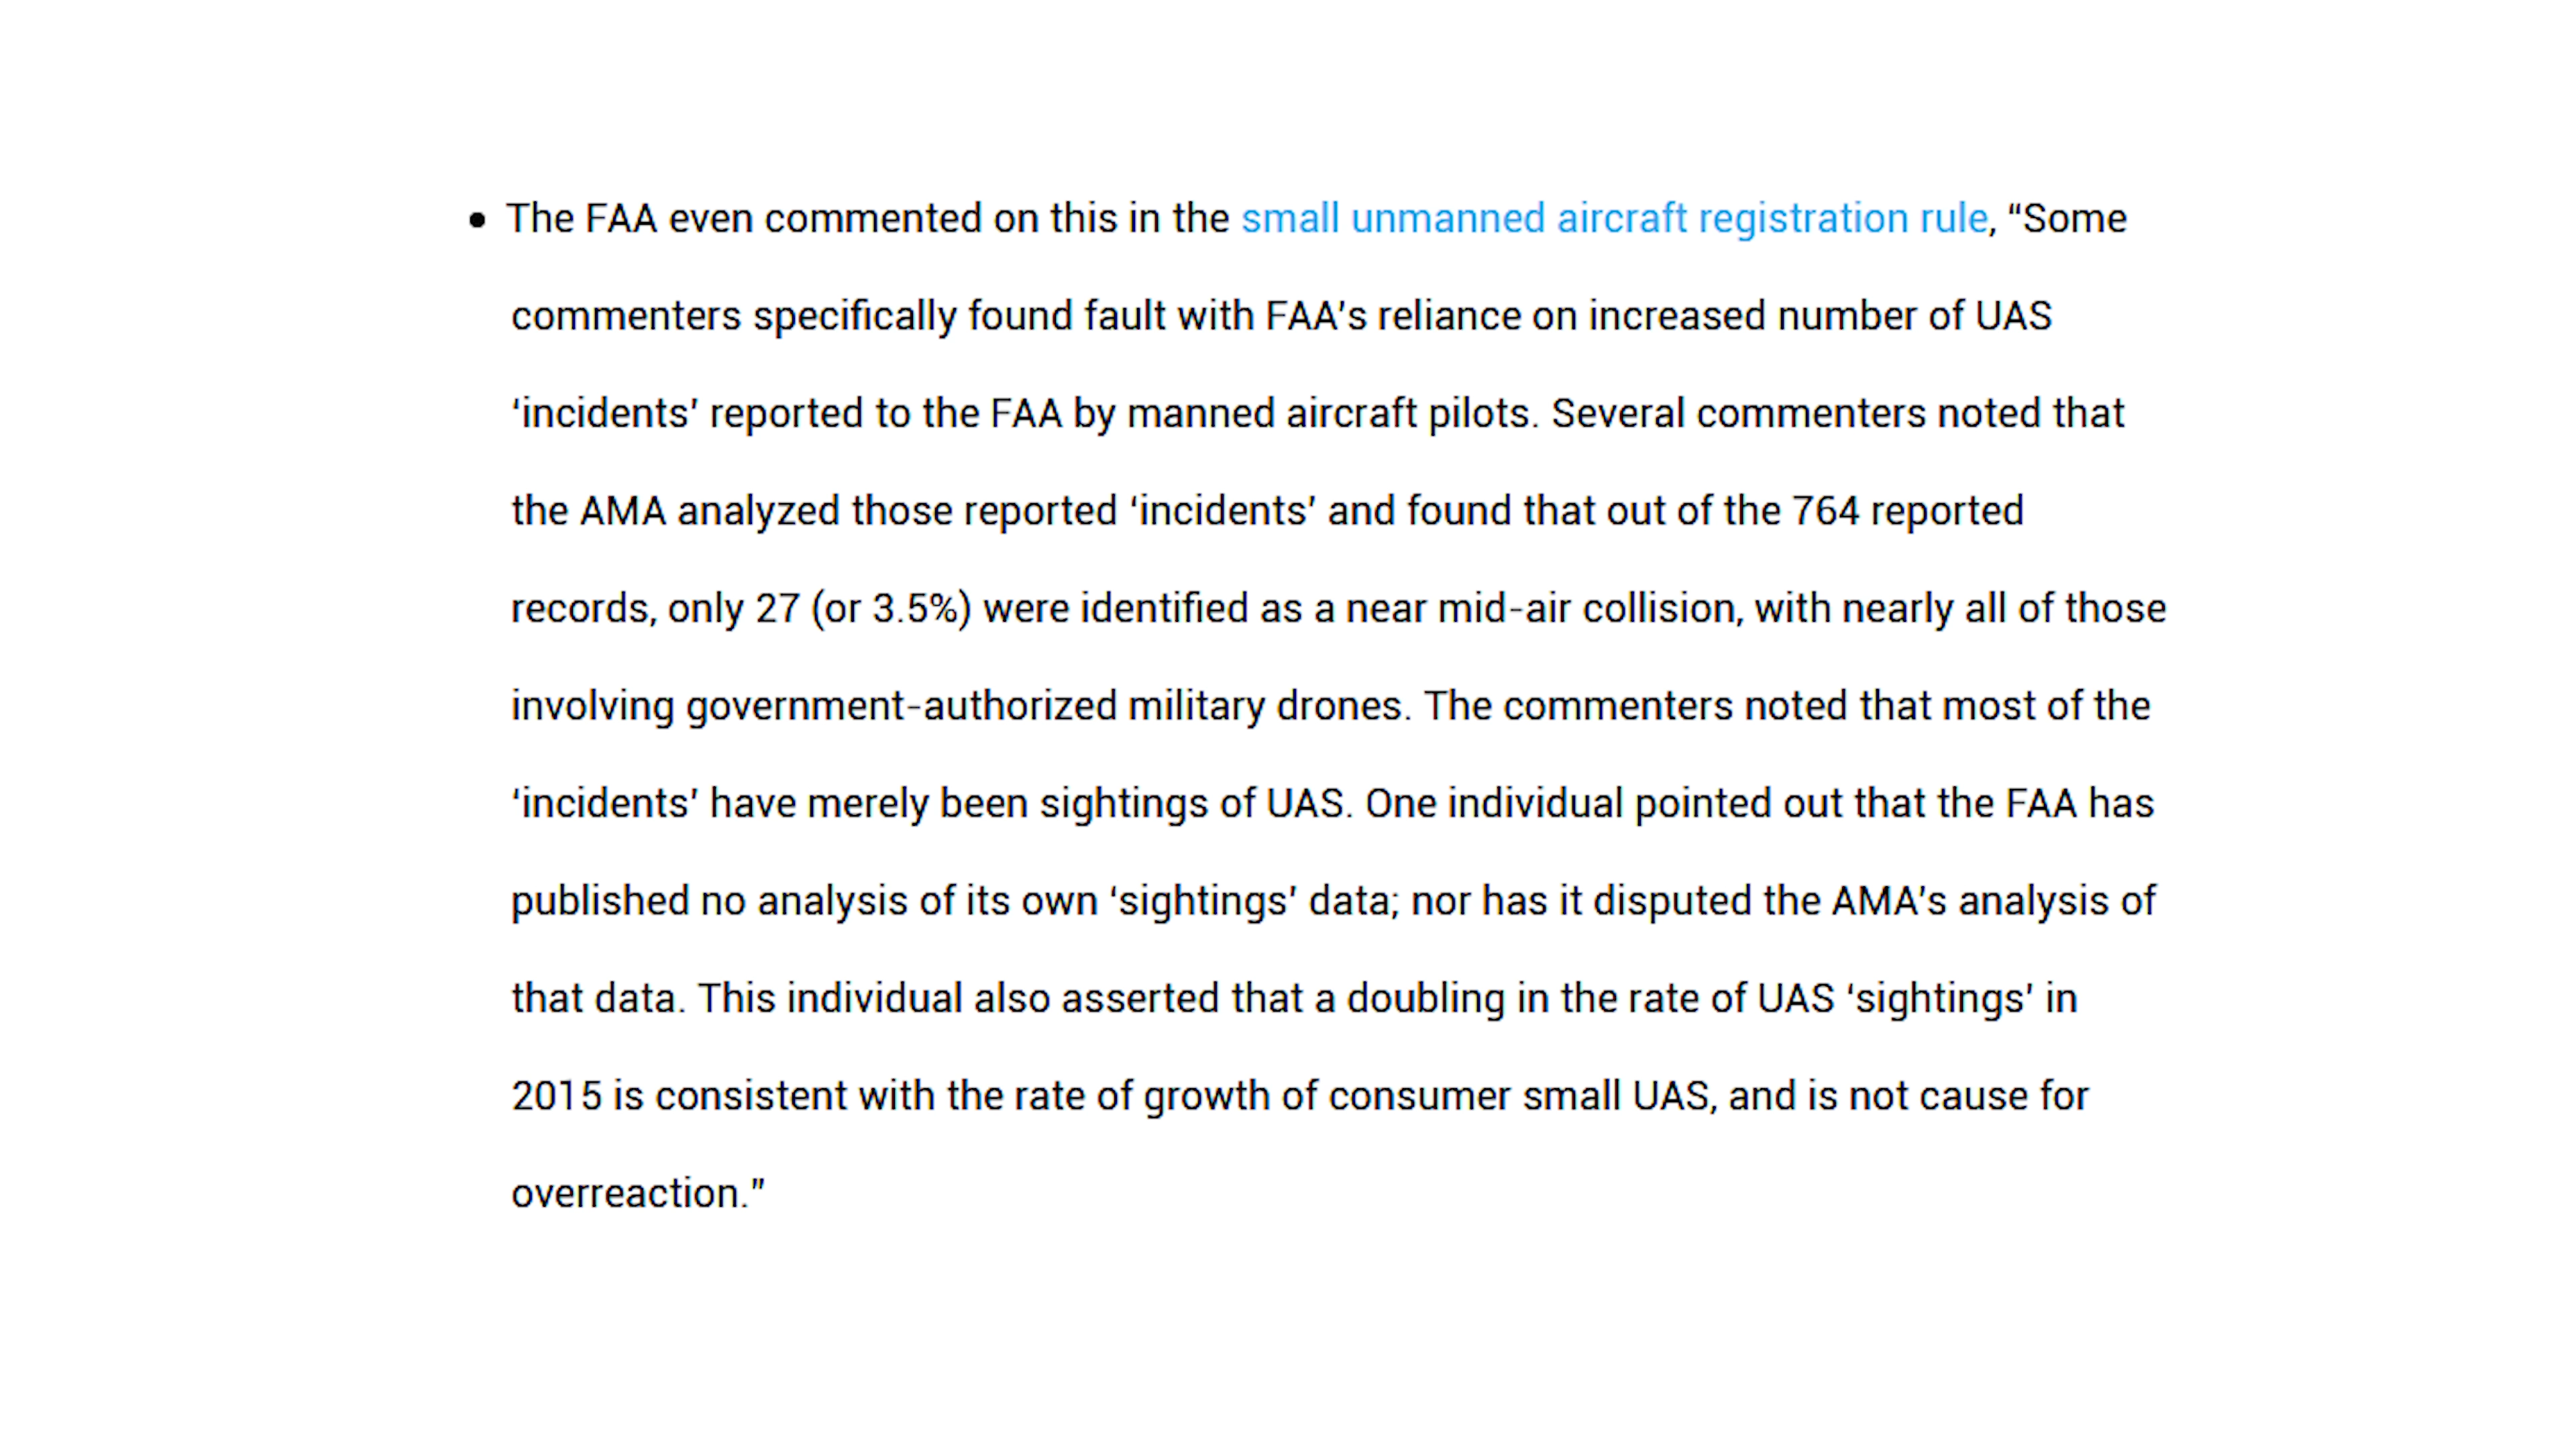 • The FAA even commented on this in the small unmanned aircraft registration rule, “Some
commenters specifically found fault with FAA’s reliance on increased number of UAS
‘incidents’ reported to the FAA by manned aircraft pilots. Several commenters noted that
the AMA analyzed those reported ‘incidents’ and found that out of the 764 reported
records, only 27 (or 3.5%) were identified as a near mid-air collision, with nearly all of those
involving government-authorized military drones. The commenters noted that most of the
‘incidents’ have merely been sightings of UAS. One individual pointed out that the FAA has
published no analysis of its own ‘sightings’ data; nor has it disputed the AMA’s analysis of
that data. This individual also asserted that a doubling in the rate of UAS ‘sightings’ in
2015 is consistent with the rate of growth of consumer small UAS, and is not cause for
overreaction.”